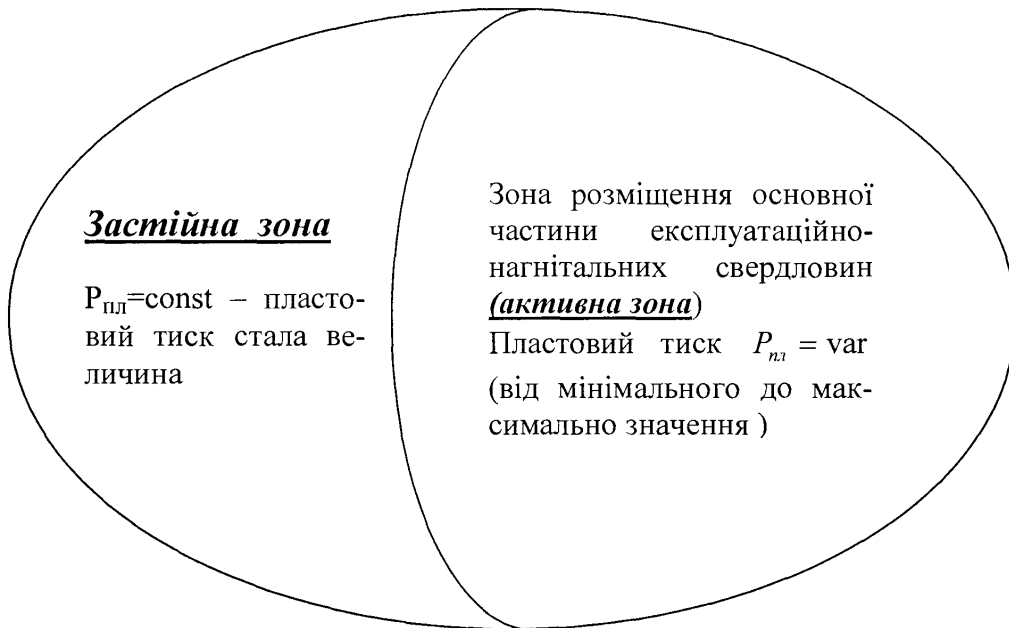 Застійна зона
Pпл=const – пласто-
вий тиск стала ве-
личина
Зона розміщення основної
частини експлуатаційно-
нагнітальних свердловин
(активна зона)
Пластовий тиск Pпл = var
(від мінімального до мак-
симально значення )